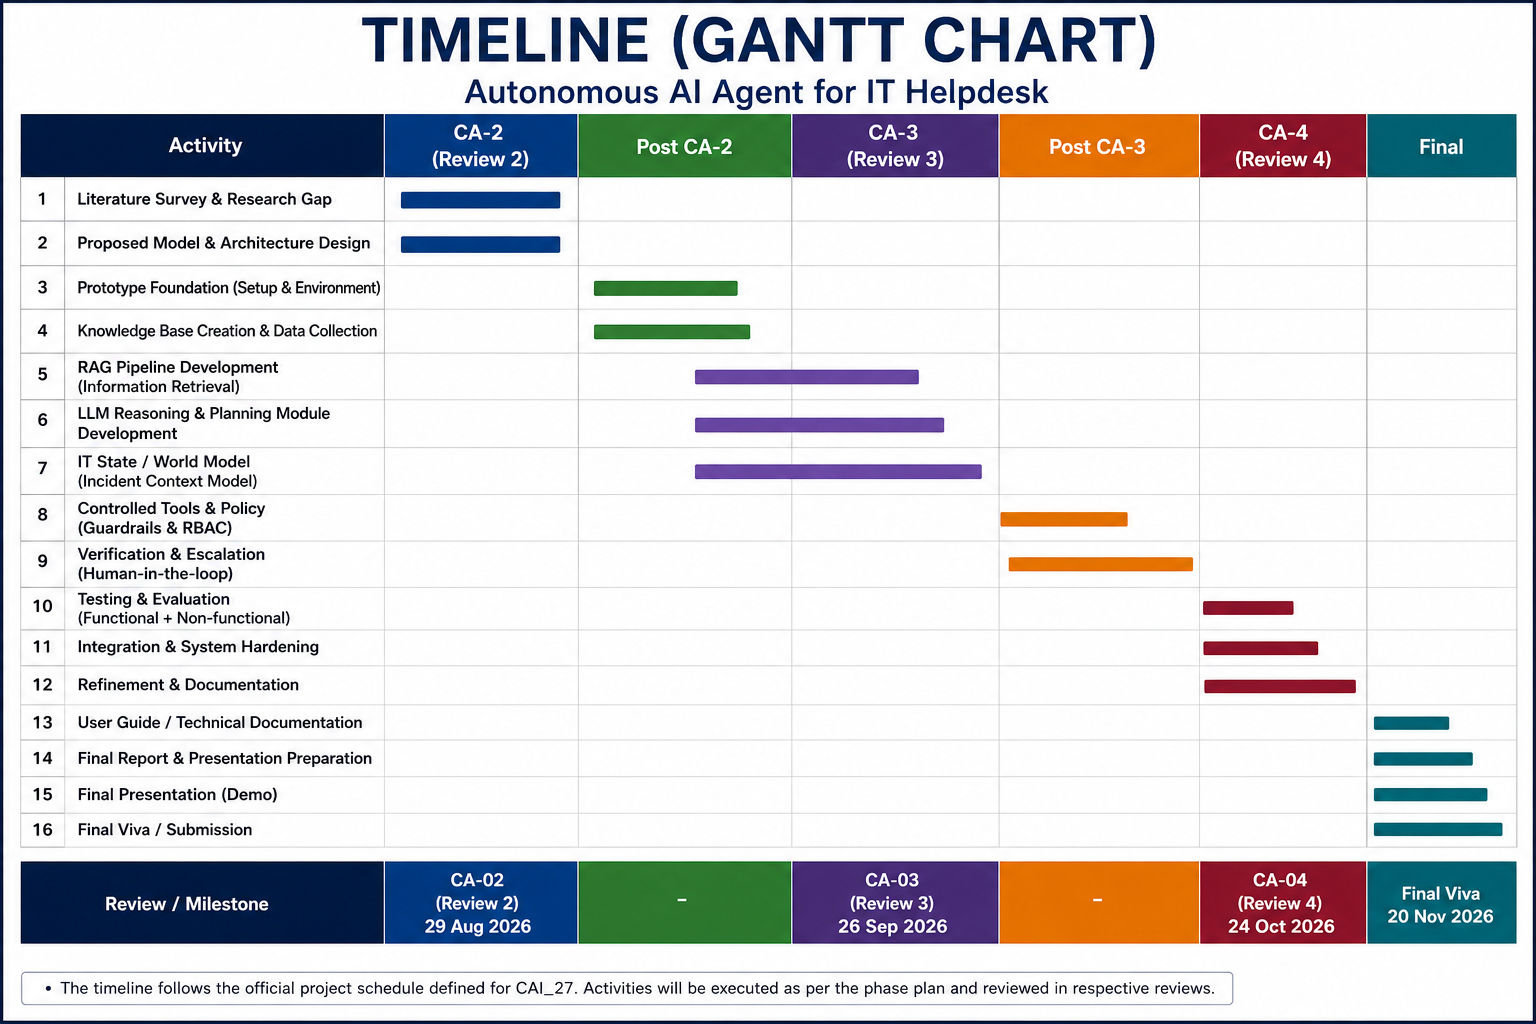 TIMELINE (GANTT CHART)
Autonomous AI Agent for IT Helpdesk
Activity
CA-2
(Review 2)
Post CA-2
CA-3
(Review 3)
Post CA-3
CA-4
(Review 4)
Final
1 Literature Survey & Research Gap
2 Proposed Model & Architecture Design
3 Prototype Foundation (Setup & Environment)
4 Knowledge Base Creation & Data Collection
5 RAG Pipeline Development
(Information Retrieval)
6 LLM Reasoning & Planning Module
Development
7 IT State / World Model
(Incident Context Model)
8 Controlled Tools & Policy
(Guardrails & RBAC)
9 Verification & Escalation
(Human-in-the-loop)
10 Testing & Evaluation
(Functional + Non-functional)
11 Integration & System Hardening
12 Refinement & Documentation
13 User Guide / Technical Documentation
14 Final Report & Presentation Preparation
15 Final Presentation (Demo)
16 Final Viva / Submission
Review / Milestone
CA-02
(Review 2)
29 Aug 2026
–
CA-03
(Review 3)
26 Sep 2026
–
CA-04
(Review 4)
24 Oct 2026
Final Viva
20 Nov 2026
• The timeline follows the official project schedule defined for CAI_27. Activities will be executed as per the phase plan and reviewed in respective reviews.